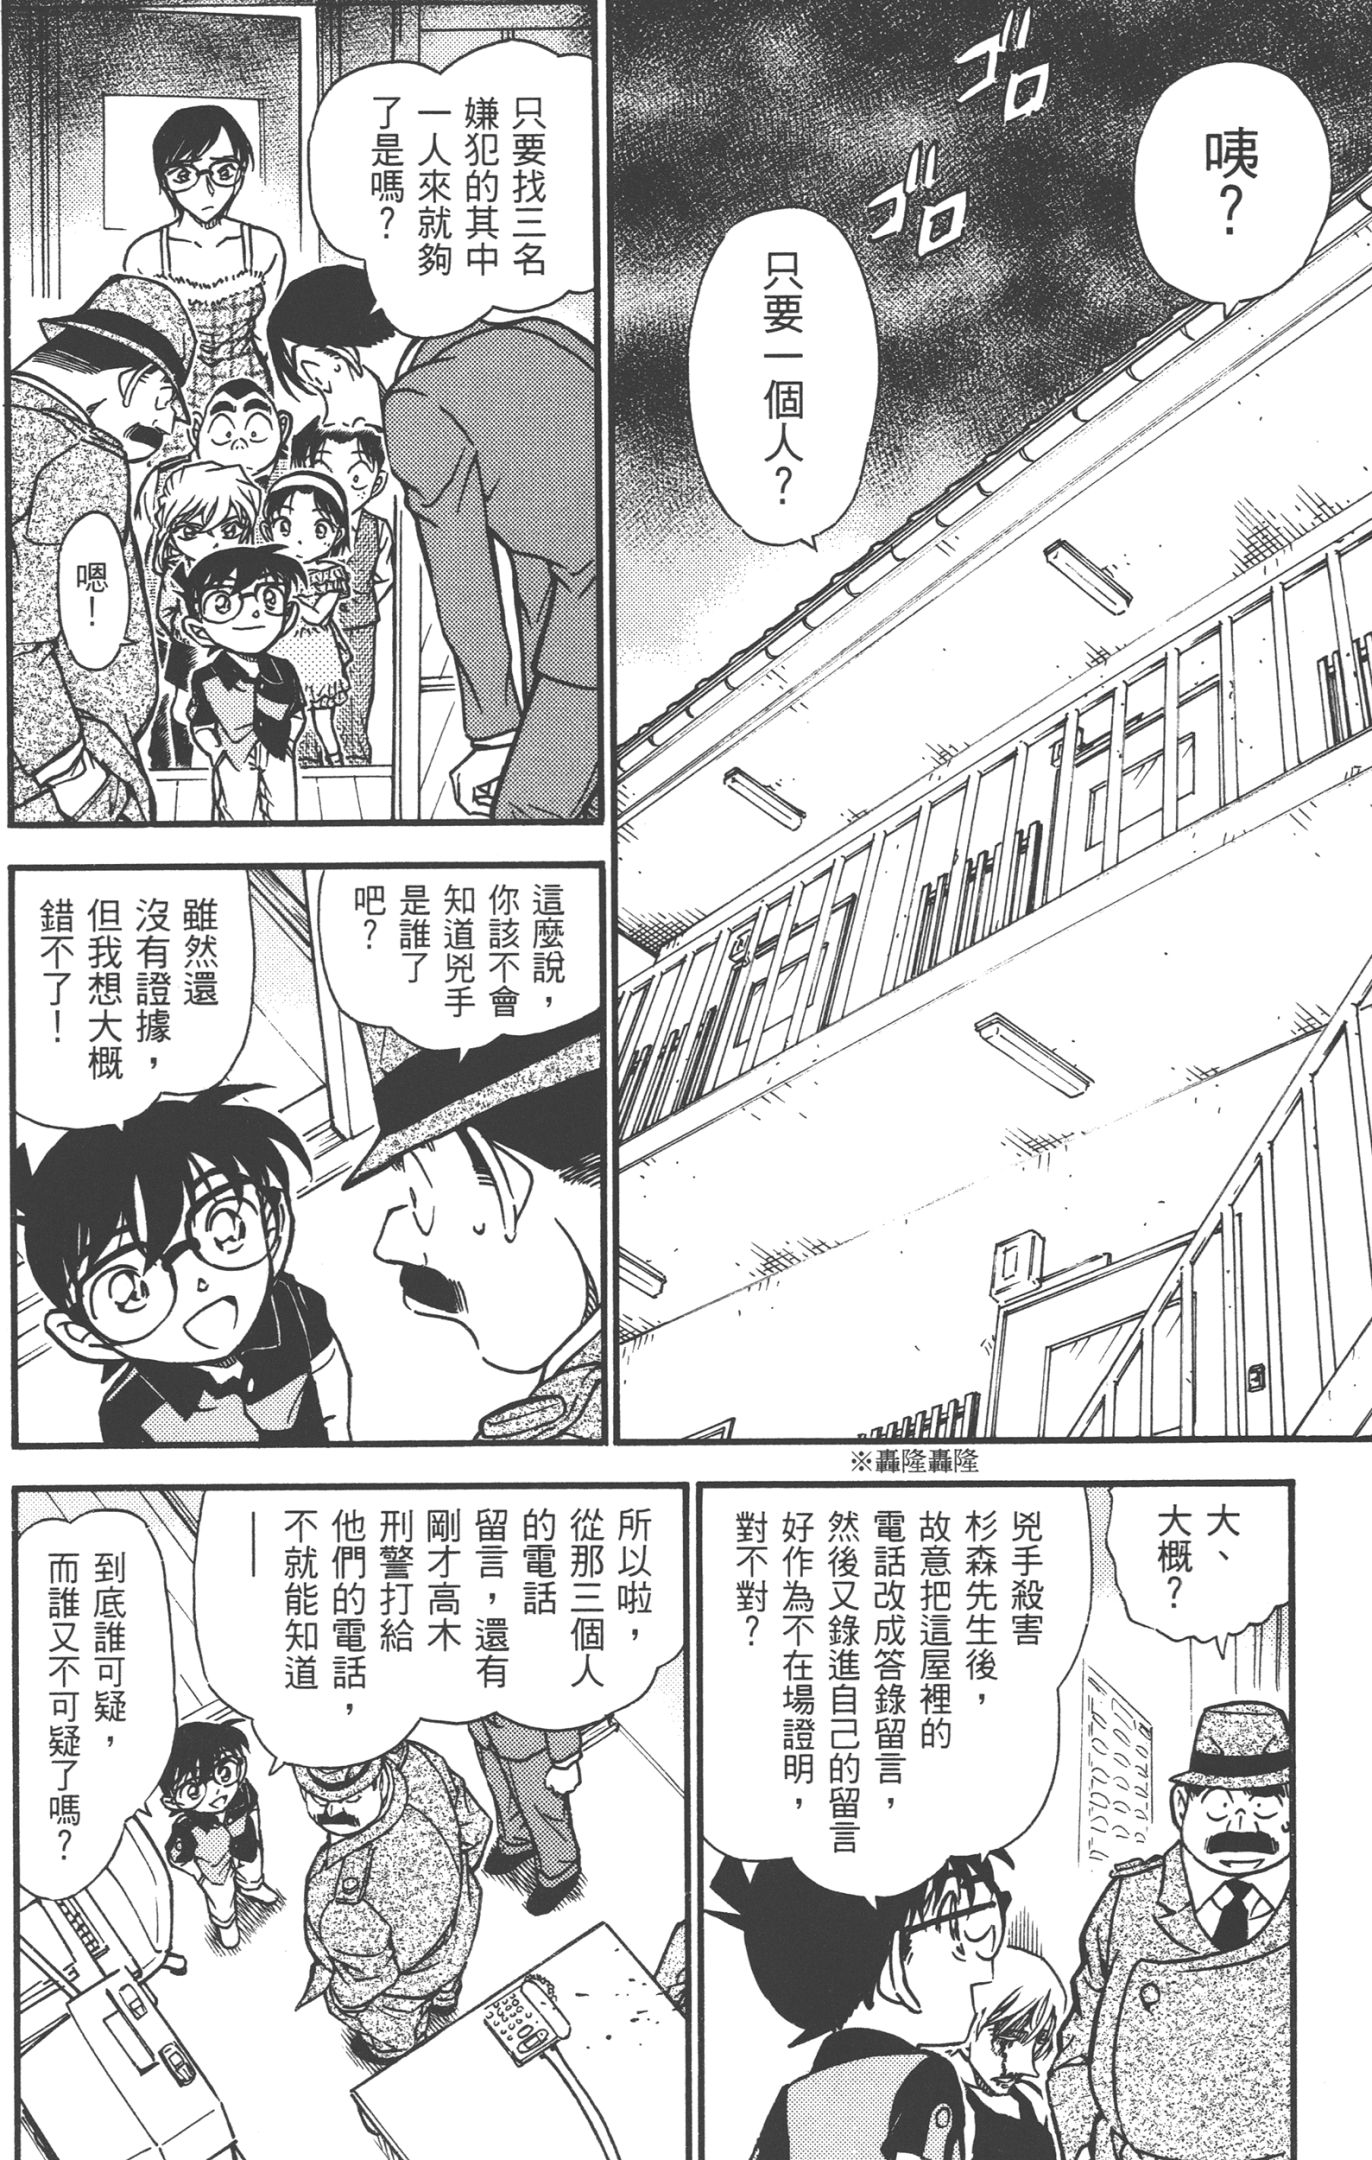 咦？
ゴロ
ゴロ
只要一個人？
只要找三名
嫌犯的其中
一人來就夠
了是嗎？
嗯！
這麼說，
你該不會
知道兇手
是誰了
吧？
雖然還
沒有證據，
但我想大概
錯不了！
※轟隆轟隆
大、
大概？
兇手殺害
杉森先生後，
故意把這屋裡的
電話改成答錄留言，
然後又錄進自己的留言
好作為不在場證明，
對不對？
所以啦，
從那三個人
的電話
留言，還有
剛才高木
刑警打給
他們的電話，
不就能知道
——
到底誰可疑，
而誰又不可疑了嗎？